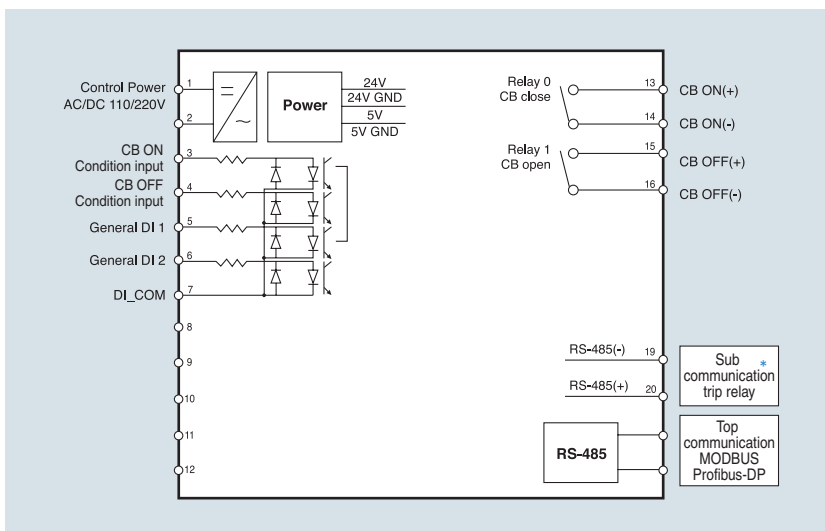 Control Power
AC/DC 110/220V
1
2
CB ON
Condition input
3
CB OFF
Condition input
4
General DI 1
5
General DI 2
6
DI_COM
7
8
9
10
11
12
Power
24V
24V GND
5V
5V GND
Relay 0
CB close
13
CB ON(+)
14
CB ON(-)
Relay 1
CB open
15
CB OFF(+)
16
CB OFF(-)
RS-485(-)
19
RS-485(+)
20
Sub *
communication
trip relay
RS-485
Top
communication
MODBUS
Profibus-DP